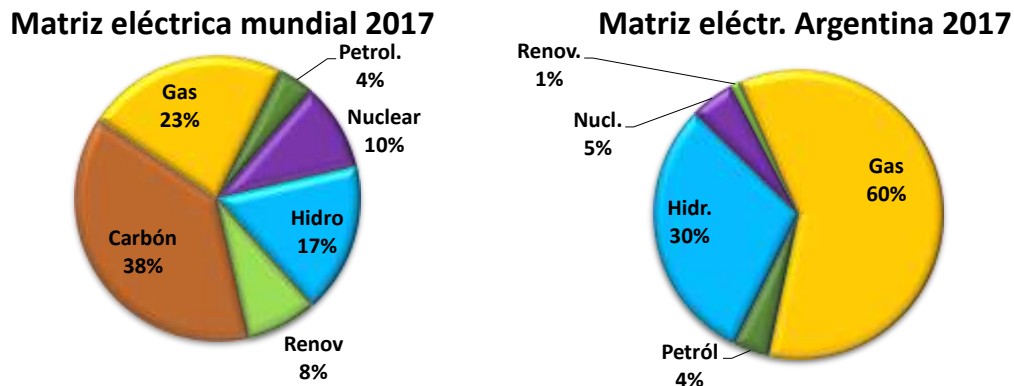 Matriz eléctrica mundial 2017
Petrol.
4%
Gas
23%
Nuclear
10%
Hidro
17%
Carbón
38%
Renov
8%
Matriz eléctr. Argentina 2017
Renov.
1%
Nucl.
5%
Gas
60%
Hidr.
30%
Petról
4%